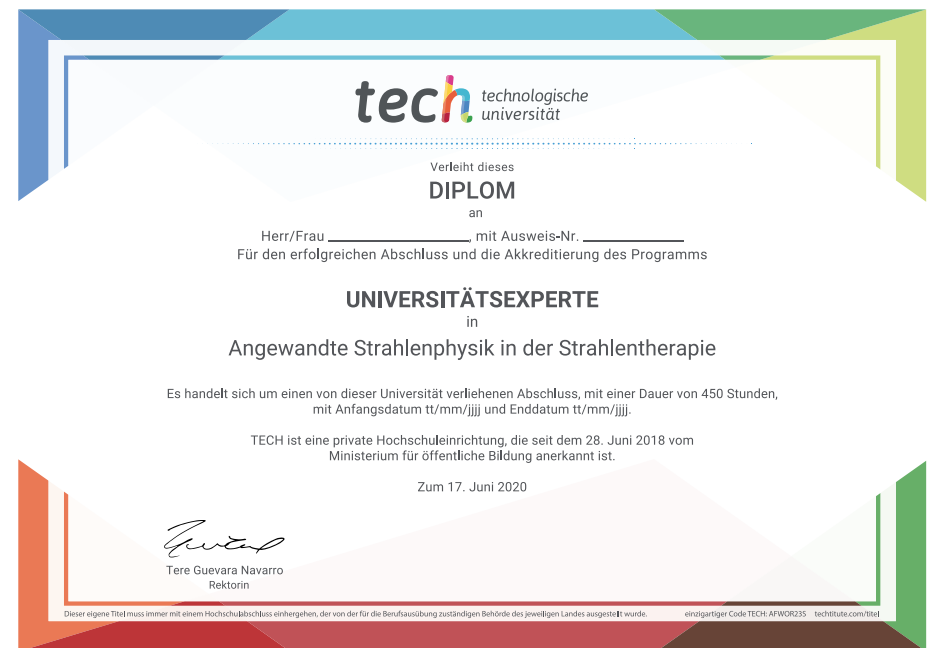 tech technologische
universität
Verleiht dieses
DIPLOM
an
Herr/Frau ____________, mit Ausweis-Nr. ____________
Für den erfolgreichen Abschluss und die Akkreditierung des Programms
UNIVERSITÄTSEXPERTE
in
Angewandte Strahlenphysik in der Strahlentherapie
Es handelt sich um einen von dieser Universität verliehenen Abschluss, mit einer Dauer von 450 Stunden,
mit Anfangsdatum tt/mm/jjjj und Enddatum tt/mm/jjjj.
TECH ist eine private Hochschuleinrichtung, die seit dem 28. Juni 2018 vom
Ministerium für öffentliche Bildung anerkannt ist.
Zum 17. Juni 2020
Tere Guevara Navarro
Rektorin
Dieser eigene Titel muss immer mit einem Hochschulabschluss einhergehen, der von der für die Berufsausübung zuständigen Behörde des jeweiligen Landes ausgestellt wurde. einzigartiger Code TECH: AFWOR235 techtitute.com/titel